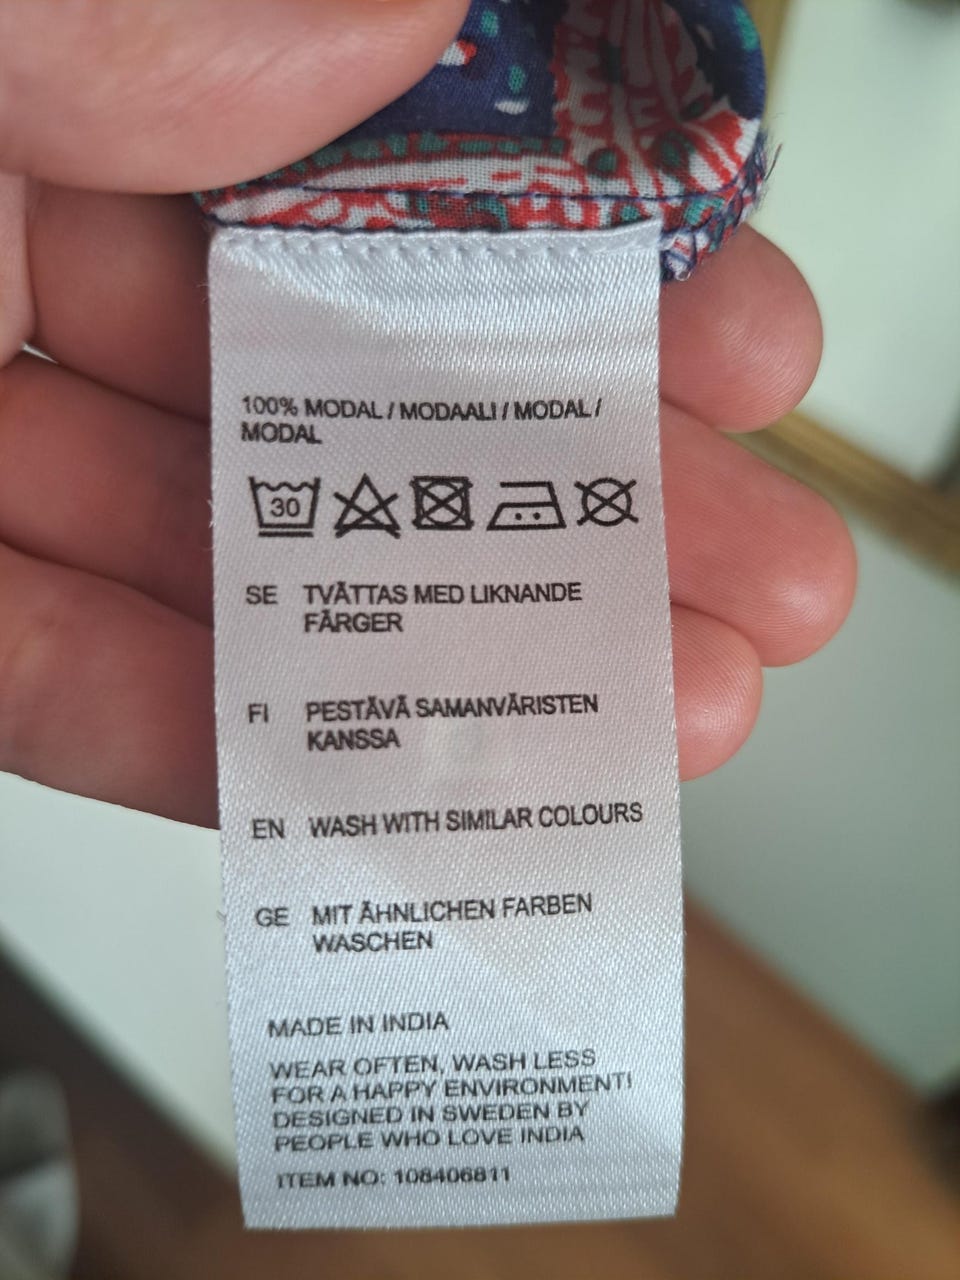 100% MODAL / MODAALI / MODAL /
MODAL
30
SE TVÄTTAS MED LIKNANDE
FÄRGER
FI PESTÄVÄ SAMANVÄRISTEN
KANSSA
EN WASH WITH SIMILAR COLOURS
GE MIT ÄHNLICHEN FARBEN
WASCHEN
MADE IN INDIA
WEAR OFTEN, WASH LESS
FOR A HAPPY ENVIRONMENT!
DESIGNED IN SWEDEN BY
PEOPLE WHO LOVE INDIA
ITEM NO: 108406811